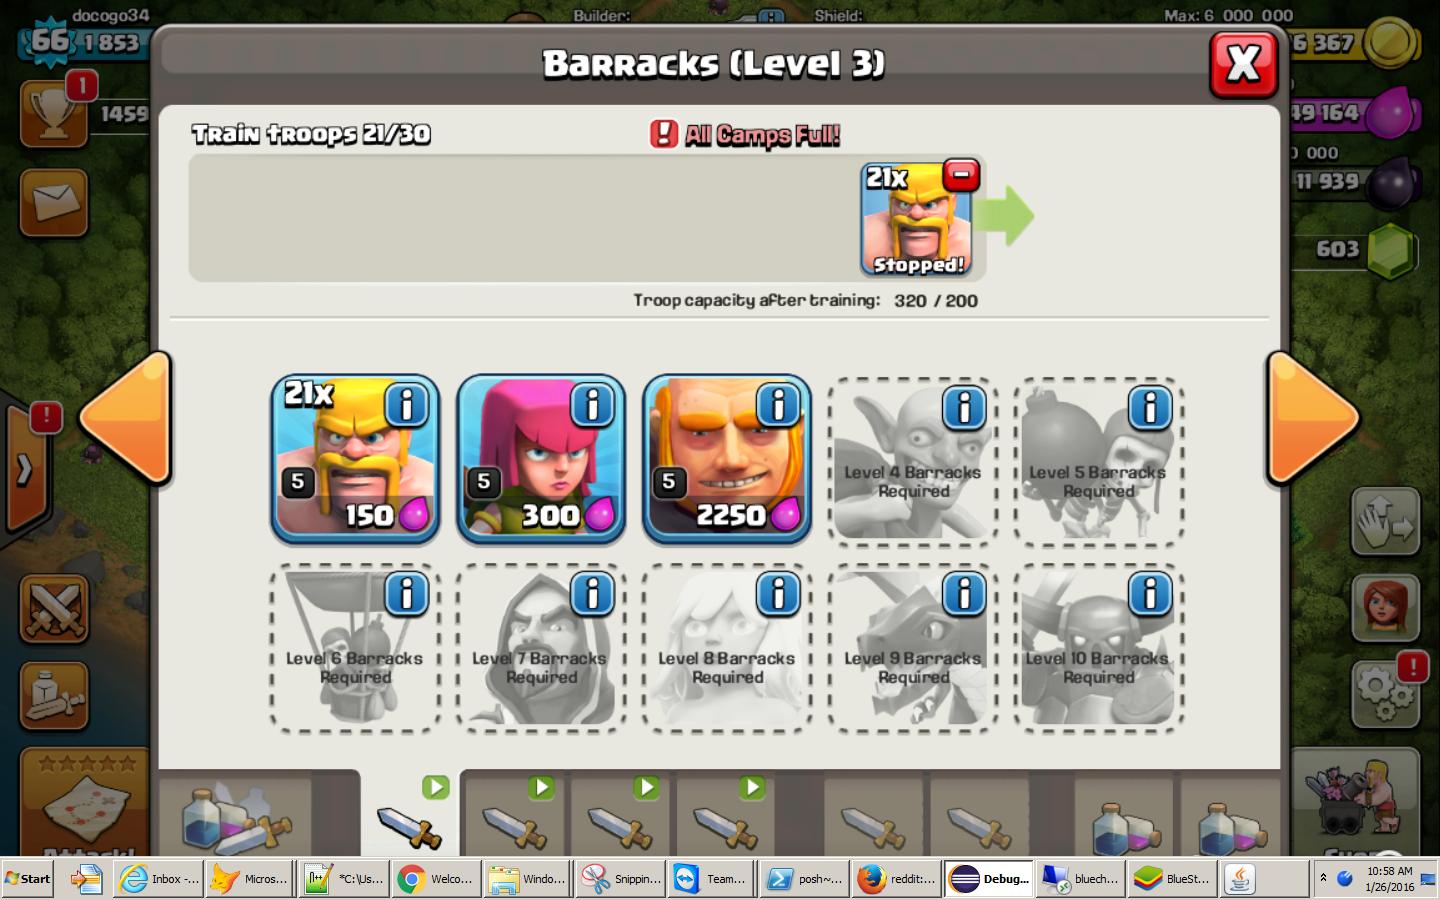 docogo34
Builder:
Shield:
Max: 6 000 000
66
1 853
Barracks (Level 3)
X
6 367
1
1459
Train troops 21/30
! All Camps Full!
49 164
0 000
21x
Stopped!
11 939
603
Troop capacity after training: 320 / 200
21x
i
5
150
i
5
300
i
5
2250
i
Level 4 Barracks
Required
i
Level 5 Barracks
Required
!
i
Level 6 Barracks
Required
i
Level 7 Barracks
Required
i
Level 8 Barracks
Required
i
Level 9 Barracks
Required
i
Level 10 Barracks
Required
!
Attack!
Start
Inbox -...
Micros...
*C:\Us...
Welco...
Windo...
Snippin...
Team...
posh~...
reddit:...
Debug...
bluech...
BlueSt...
10:58 AM
1/26/2016